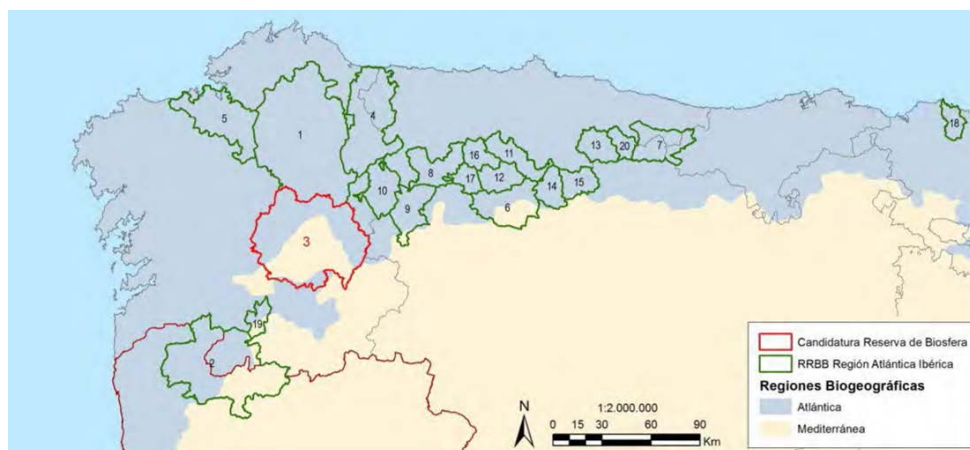 18
5
4
1
13
20
7
16
11
8
17
12
10
14
15
9
6
3
19
2
Candidatura Reserva de Biosfera
RRBB Región Atlántica Ibérica
Regiones Biogeográficas
Atlántica
Mediterránea
N
1:2.000.000
0 15 30 60 90
Km